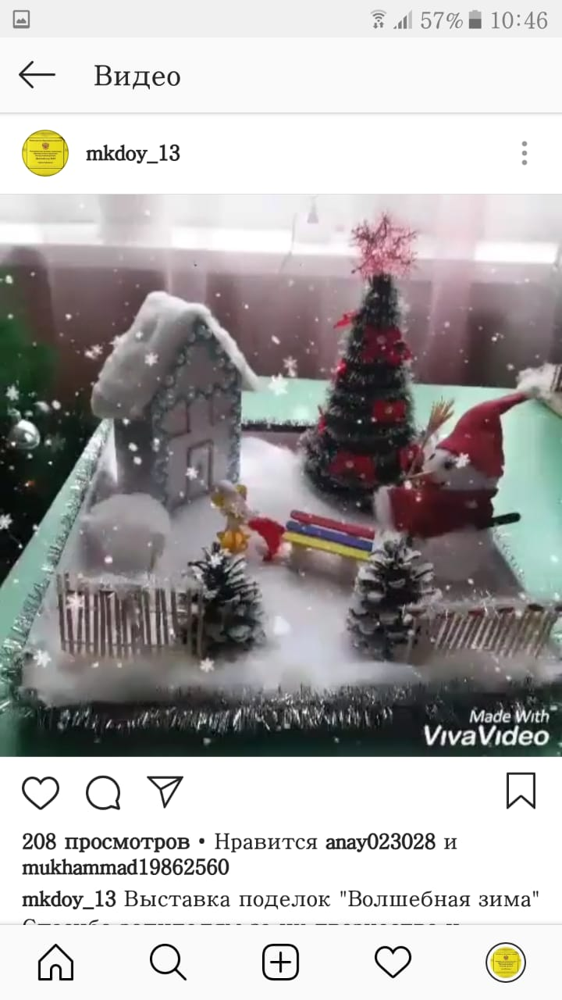 57% 10:46
Видео
mkdoy_13
Made With
VivaVideo
208 просмотров • Нравится anay023028 и
mukhammad19862560
mkdoy_13 Выставка поделок "Волшебная зима"